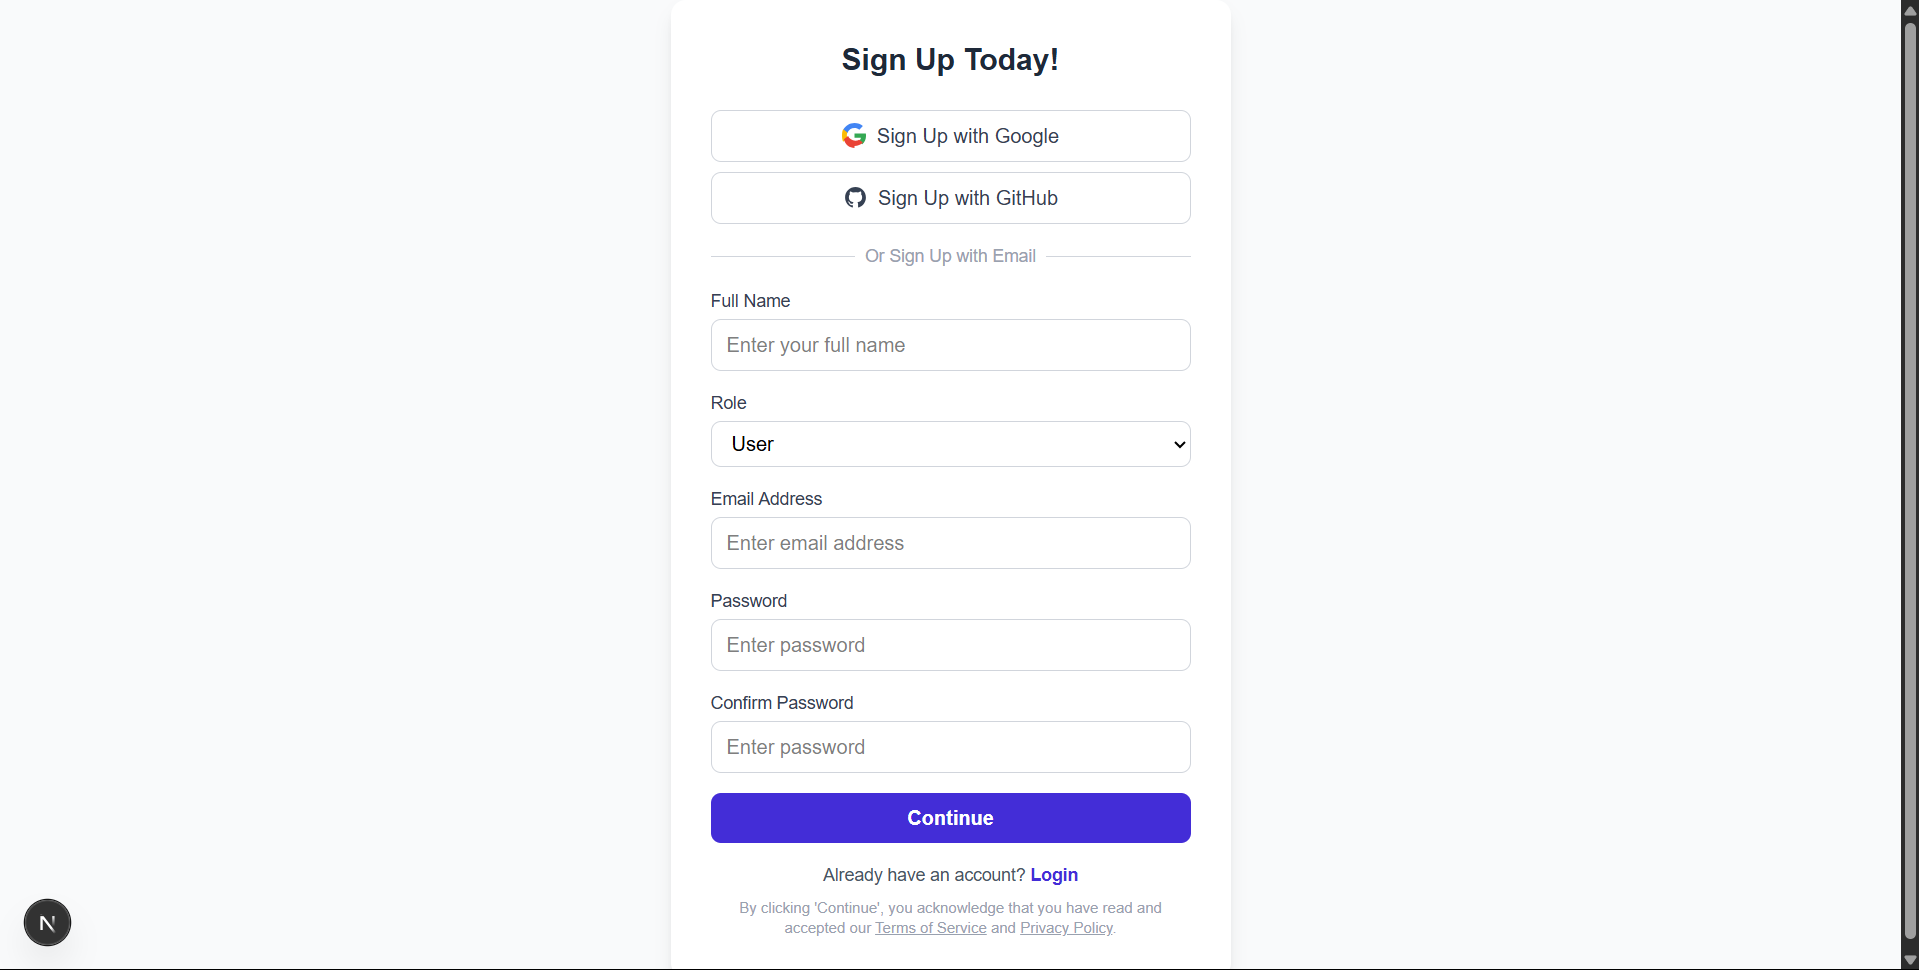 Sign Up Today!
Sign Up with Google
Sign Up with GitHub
Or Sign Up with Email
Full Name
Enter your full name
Role
User
Email Address
Enter email address
Password
Enter password
Confirm Password
Enter password
Continue
Already have an account? Login
By clicking 'Continue', you acknowledge that you have read and
accepted our Terms of Service and Privacy Policy.
N